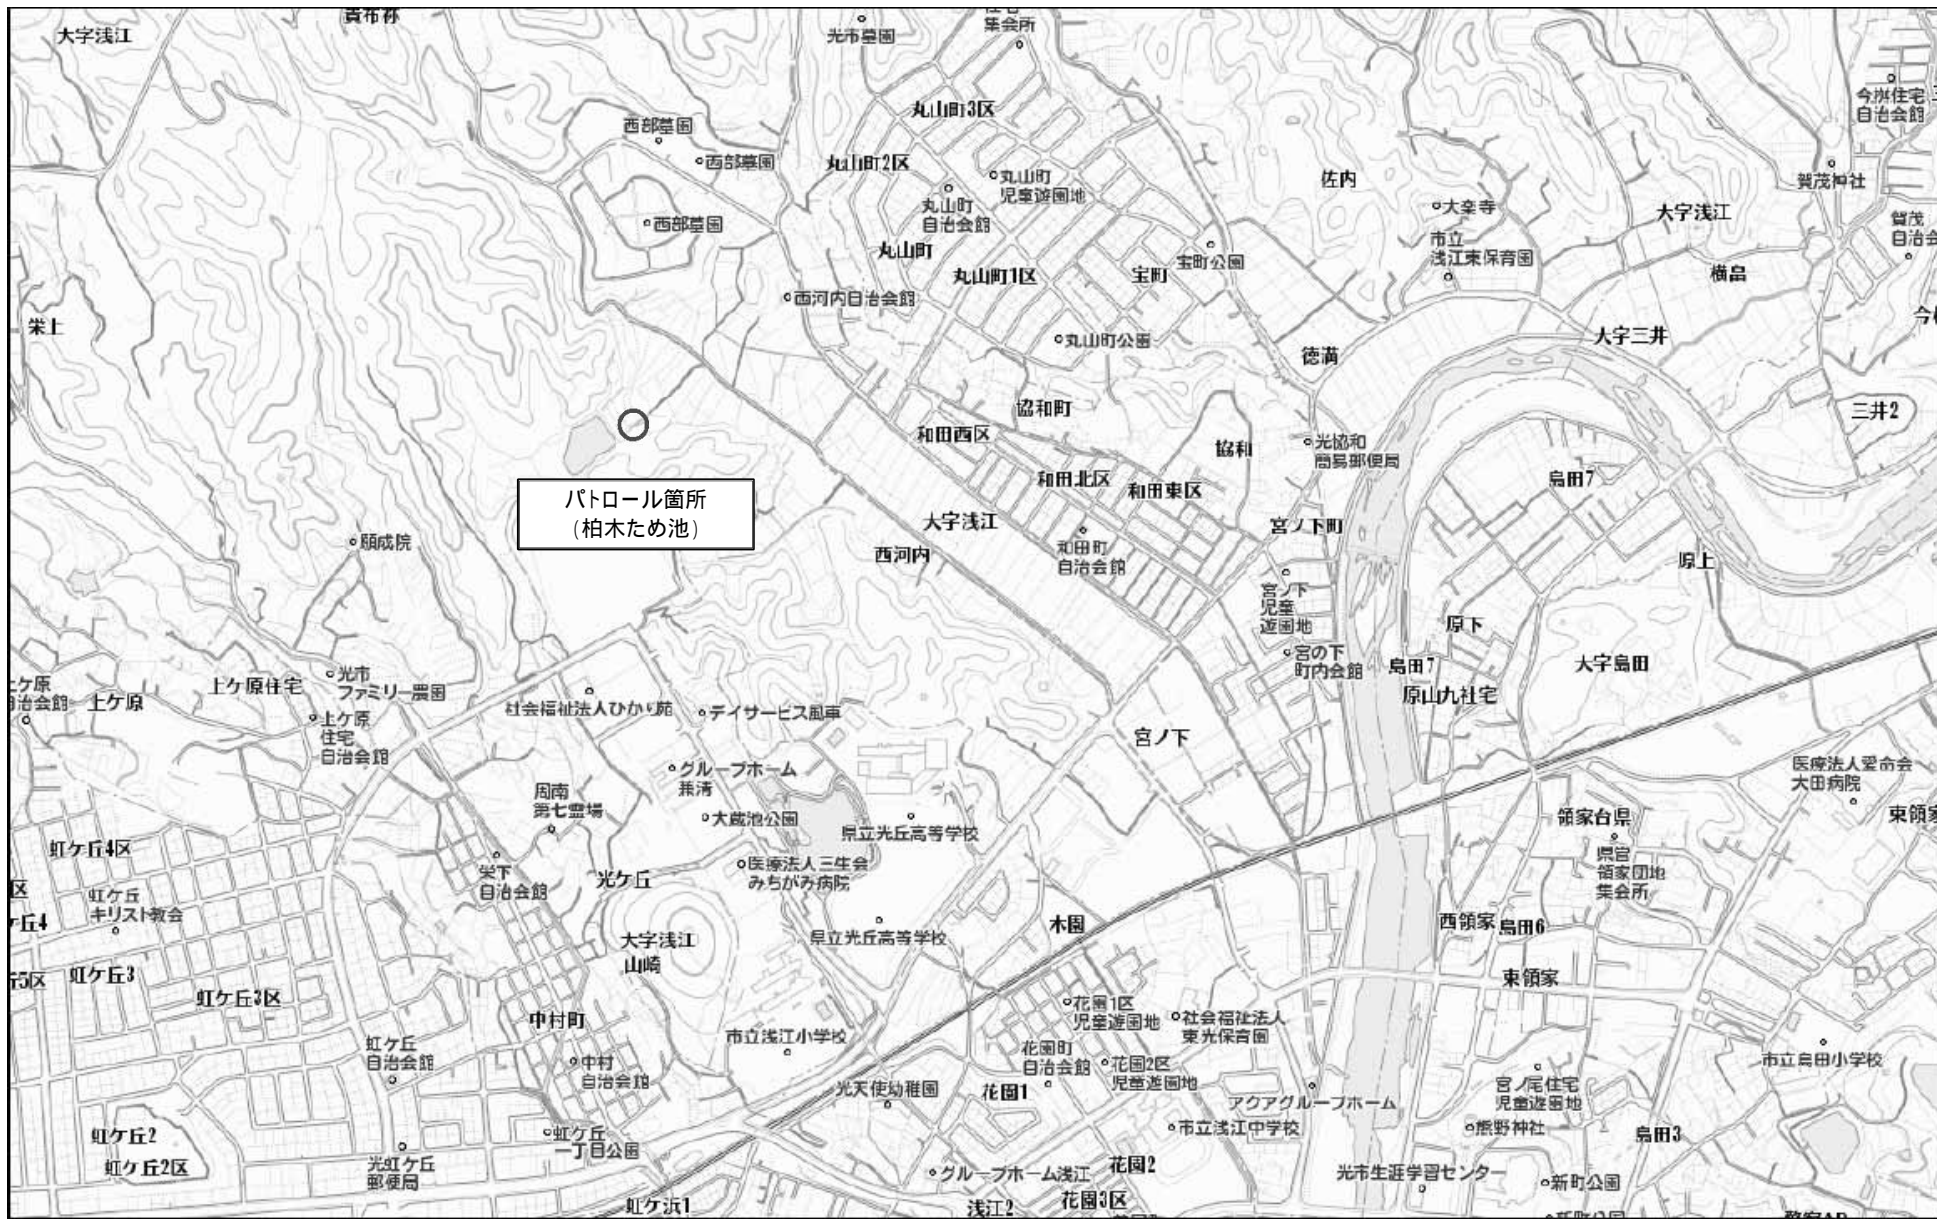 大字浅江
貴布祢
光市墓園
集会所
丸山町3区
今桝住宅
自治会館
西部墓園
西部墓園
丸山町2区
丸山町
児童遊園地
佐内
賀茂神社
西部墓園
丸山町
自治会館
大楽寺
大字浅江
賀茂
丸山町
市立
浅江東保育園
丸山町1区
宝町
宝町公園
横畠
西河内自治会館
栄上
丸山町公園
徳満
大字三井
協和町
三井2
和田西区
協和
光協和
簡易郵便局
和田北区
和田東区
島田7
パトロール箇所
(柏木ため池)
大字浅江
宮ノ下町
願成院
西河内
和田町
自治会館
原上
宮ノ下
児童
遊園地
原下
宮の下
町内会館
島田7
大字島田
光市
ファミリー農園
上ケ原住宅
上ケ原
原山九社宅
社会福祉法人ひかり苑
デイサービス風車
上ケ原
住宅
自治会館
宮ノ下
グループホーム
兼清
医療法人愛命会
大田病院
周南
第七霊場
大蔵池公園
県立光丘高等学校
領家台県
東領家
虹ケ丘4区
県営
領家団地
集会所
栄下
自治会館
光ケ丘
医療法人三生会
みちがみ病院
虹ケ丘
キリスト教会
木園
西領家
島田6
大字浅江
山崎
県立光丘高等学校
虹ケ丘3
東領家
虹ケ丘3区
花園1区
児童遊園地
社会福祉法人
東光保育園
中村町
市立浅江小学校
虹ケ丘
自治会館
花園町
自治会館
花園2区
児童遊園地
市立島田小学校
中村
自治会館
光天使幼稚園
花園1
宮ノ尾住宅
児童遊園地
アクアグループホーム
虹ケ丘2
虹ケ丘
一丁目公園
市立浅江中学校
熊野神社
島田3
虹ケ丘2区
光虹ケ丘
郵便局
グループホーム浅江
花園2
光市生涯学習センター
新町公園
虹ケ浜1
浅江2
花園3区